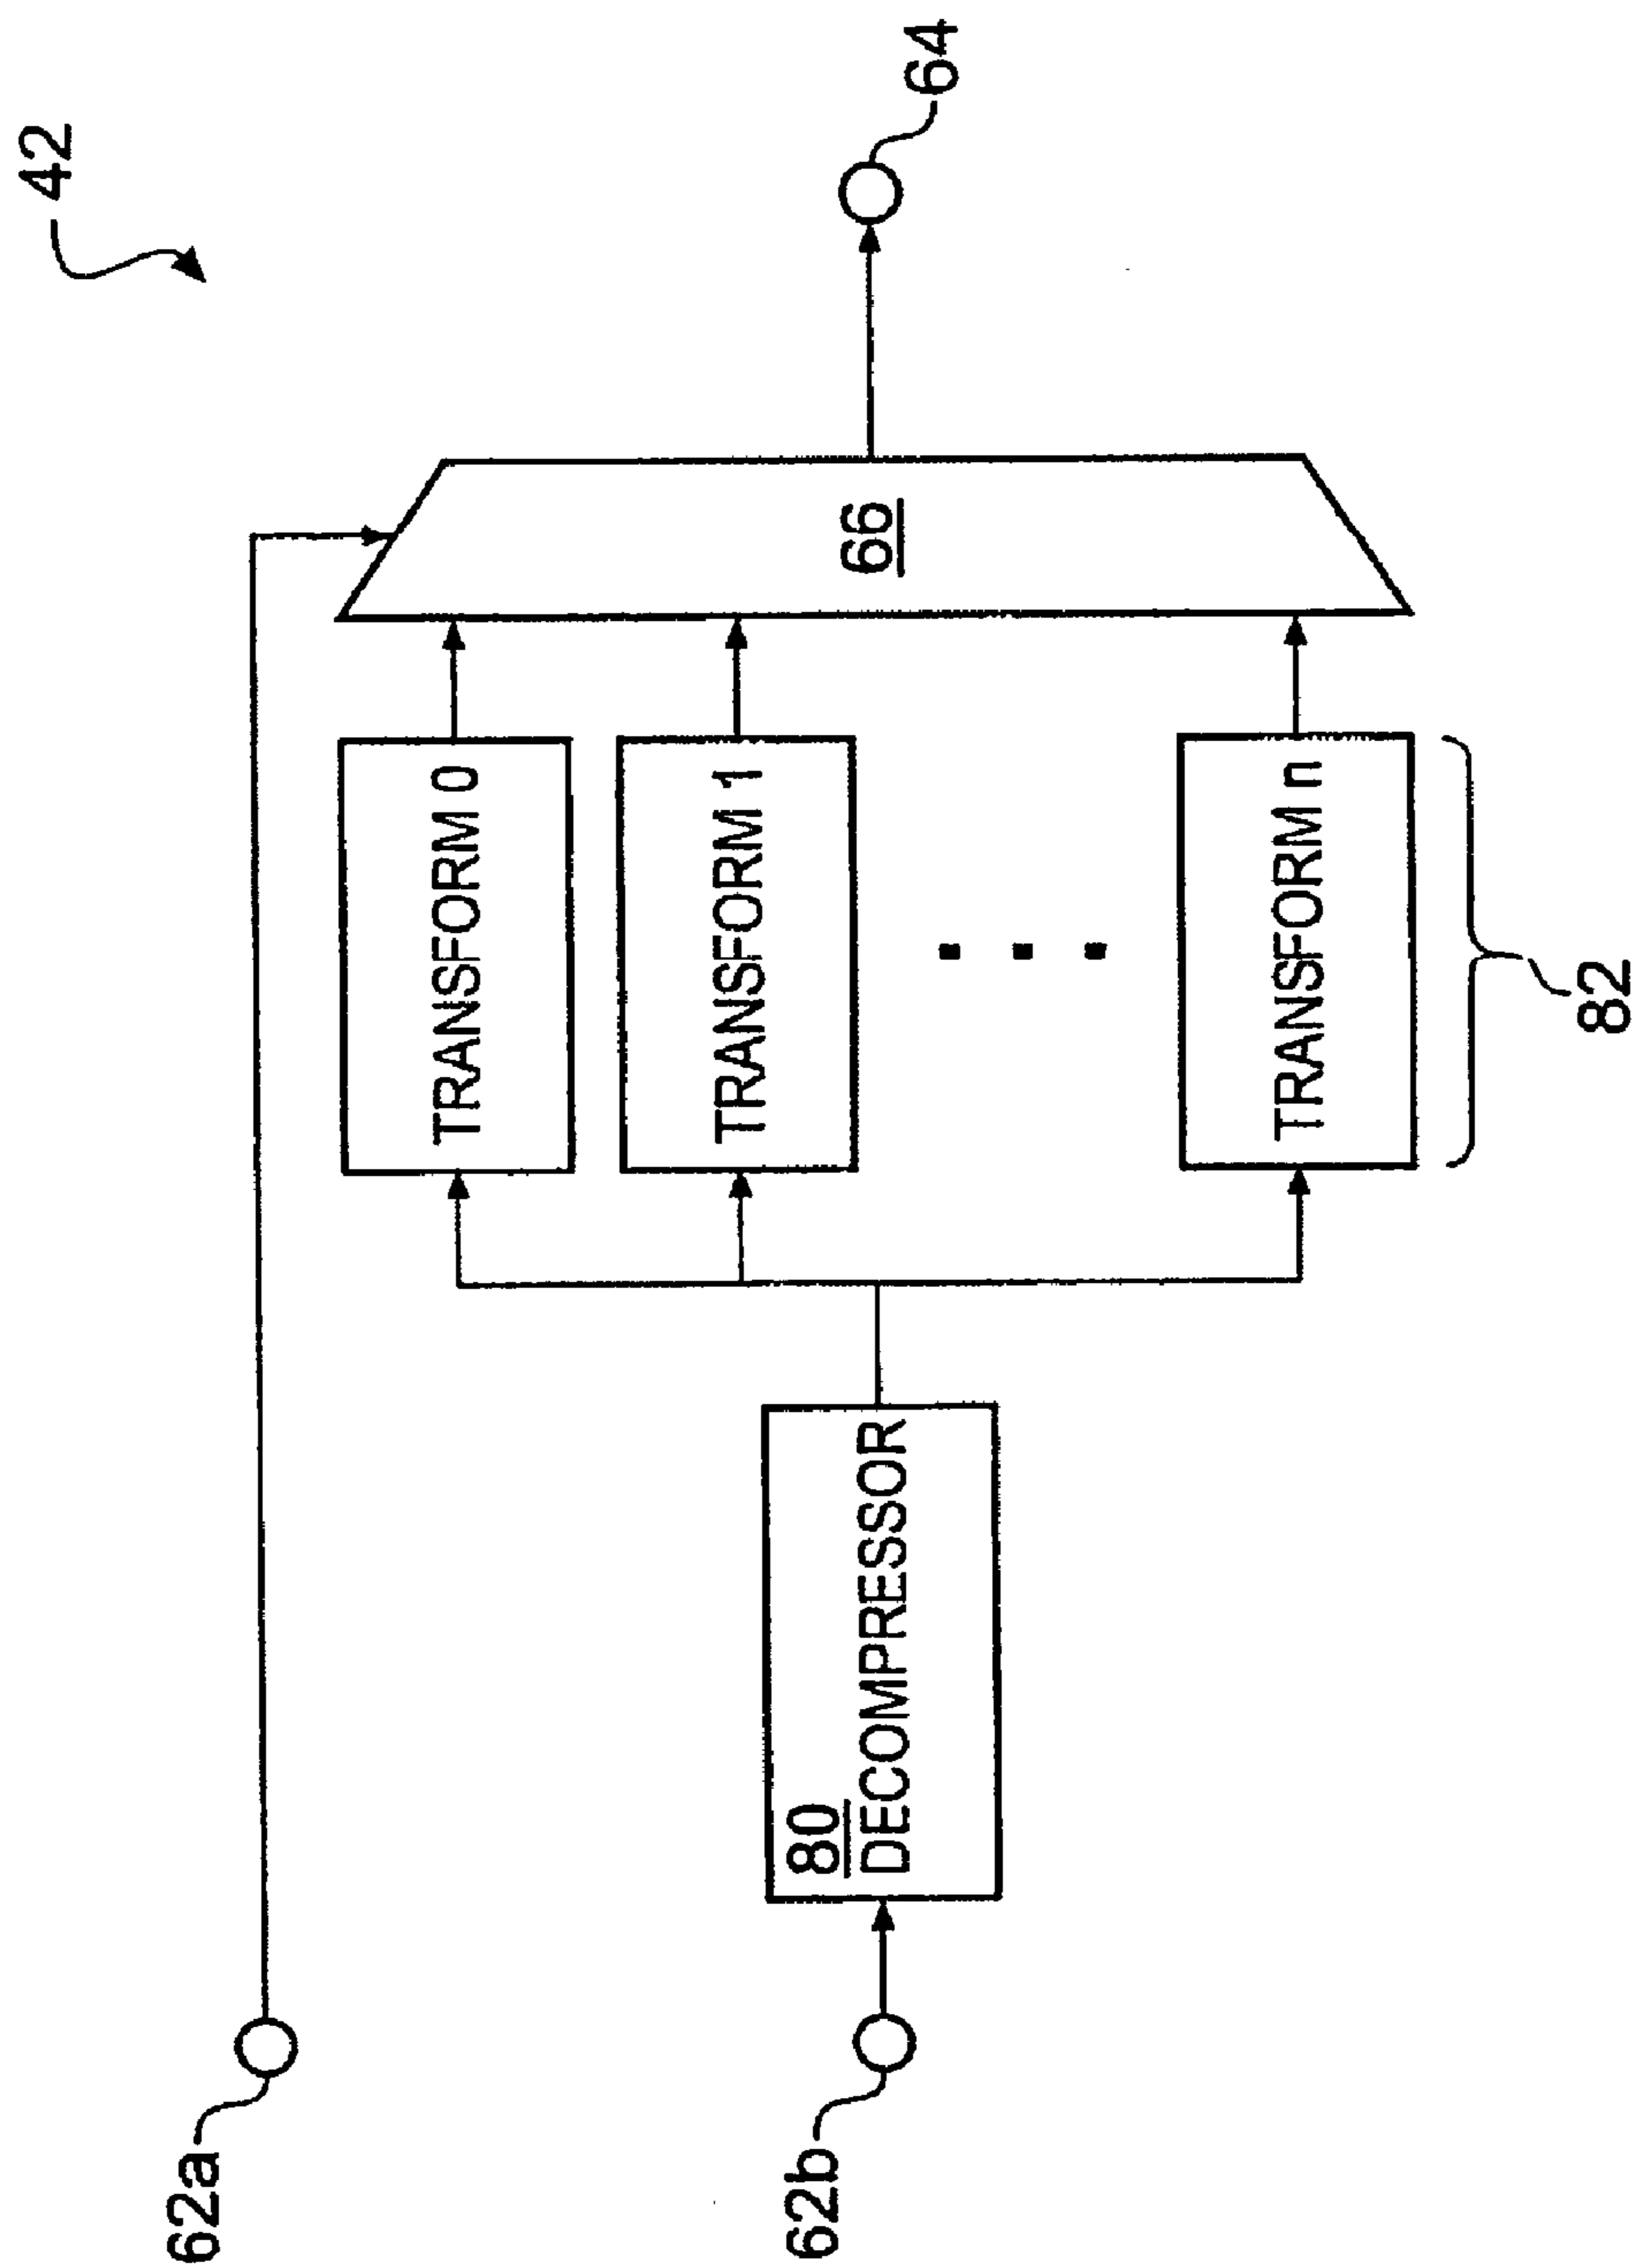 42
62a
64
TRANSFORM 0
TRANSFORM 1
66
80
DECOMPRESSOR
62b
TRANSFORM n
82